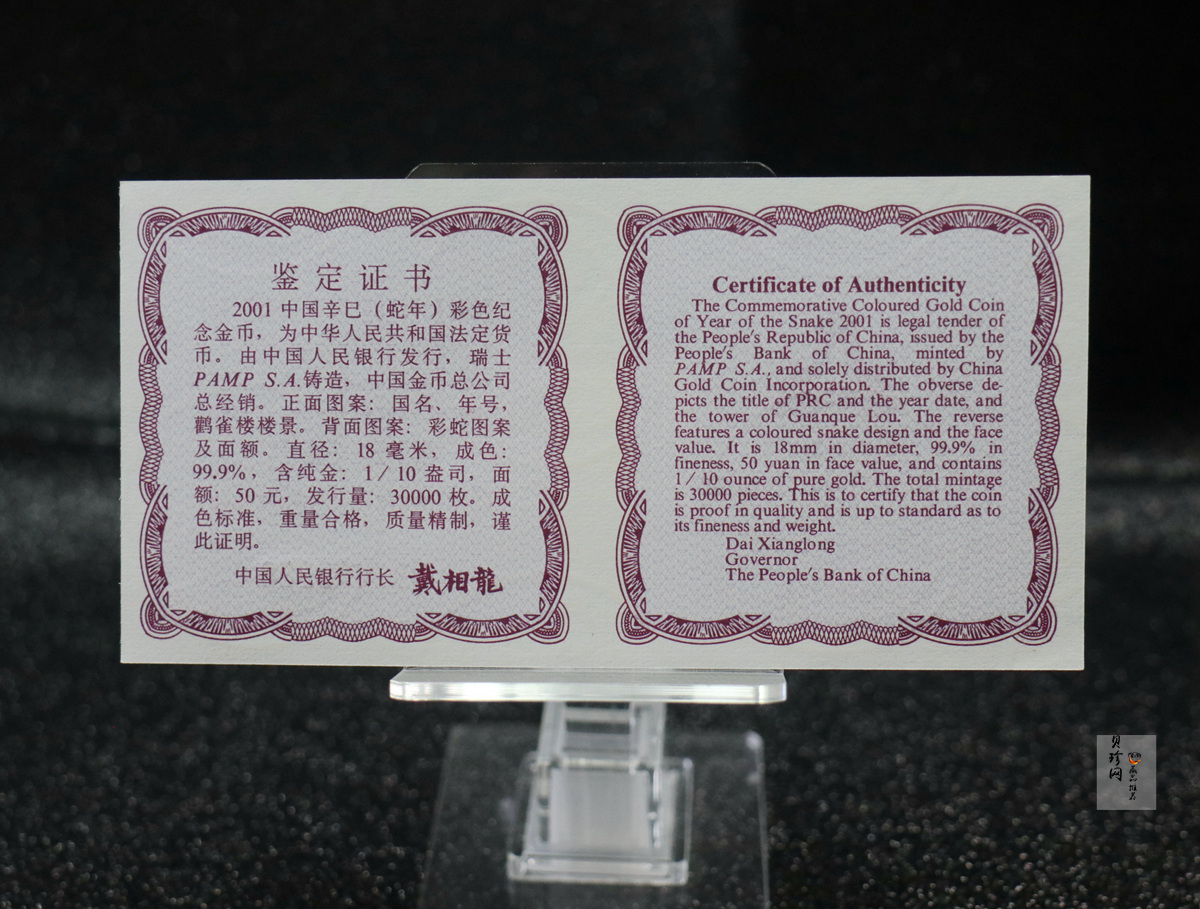 鉴定证书
2001 中国辛巳（蛇年）彩色纪
念金币，为中华人民共和国法定货
币。由中国人民银行发行，瑞士
PAMP S.A.铸造，中国金币总公司
总经销。正面图案：国名、年号，
鹳雀楼楼景。背面图案：彩蛇图案
及面额。直径：18 毫米，成色：
99.9%，含纯金：1／10 盎司，面
额：50 元，发行量：30000 枚。成
色标准，重量合格，质量精制，谨
此证明。
中国人民银行行长 戴相龍
Certificate of Authenticity
The Commemorative Coloured Gold Coin
of Year of the Snake 2001 is legal tender of
the People's Republic of China, issued by the
People's Bank of China, minted by
PAMP S.A., and solely distributed by China
Gold Coin Incorporation. The obverse de-
picts the title of PRC and the year date, and
the tower of Guanque Lou. The reverse
features a coloured snake design and the face
value. It is 18mm in diameter, 99.9% in
fineness, 50 yuan in face value, and contains
1/10 ounce of pure gold. The total mintage
is 30000 pieces. This is to certify that the coin
is proof in quality and is up to standard as to
its fineness and weight.
Dai Xianglong
Governor
The People's Bank of China
贝珍网